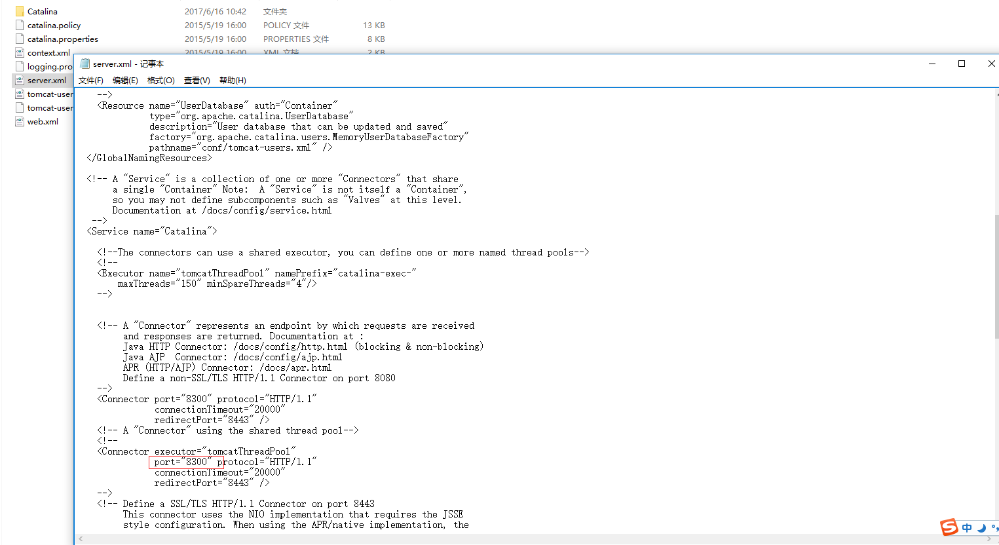 Catalina 2017/6/16 10:42 文件夹
catalina.policy 2015/5/19 16:00 POLICY 文件 13 KB
catalina.properties 2015/5/19 16:00 PROPERTIES 文件 8 KB
context.xml 2015/5/19 16:00 XML 文档 2 KB
logging.pro
server.xml
tomcat-user
tomcat-user
web.xml
server.xml - 记事本
文件(F) 编辑(E) 格式(O) 查看(V) 帮助(H)
-->
<Resource name="UserDatabase" auth="Container"
type="org.apache.catalina.UserDatabase"
description="User database that can be updated and saved"
factory="org.apache.catalina.users.MemoryUserDatabaseFactory"
pathname="conf/tomcat-users.xml" />
</GlobalNamingResources>
<!-- A "Service" is a collection of one or more "Connectors" that share
a single "Container" Note:  A "Service" is not itself a "Container",
so you may not define subcomponents such as "Valves" at this level.
Documentation at /docs/config/service.html
-->
<Service name="Catalina">
<!--The connectors can use a shared executor, you can define one or more named thread pools-->
<!--
<Executor name="tomcatThreadPool" namePrefix="catalina-exec-"
maxThreads="150" minSpareThreads="4"/>
-->
<!-- A "Connector" represents an endpoint by which requests are received
and responses are returned. Documentation at :
Java HTTP Connector: /docs/config/http.html (blocking & non-blocking)
Java AJP  Connector: /docs/config/ajp.html
APR (HTTP/AJP) Connector: /docs/apr.html
Define a non-SSL/TLS HTTP/1.1 Connector on port 8080
-->
<Connector port="8300" protocol="HTTP/1.1"
connectionTimeout="20000"
redirectPort="8443" />
<!-- A "Connector" using the shared thread pool-->
<!--
<Connector executor="tomcatThreadPool"
port="8300" protocol="HTTP/1.1"
connectionTimeout="20000"
redirectPort="8443" />
-->
<!-- Define a SSL/TLS HTTP/1.1 Connector on port 8443
This connector uses the NIO implementation that requires the JSSE
style configuration. When using the APR/native implementation, the
S 中